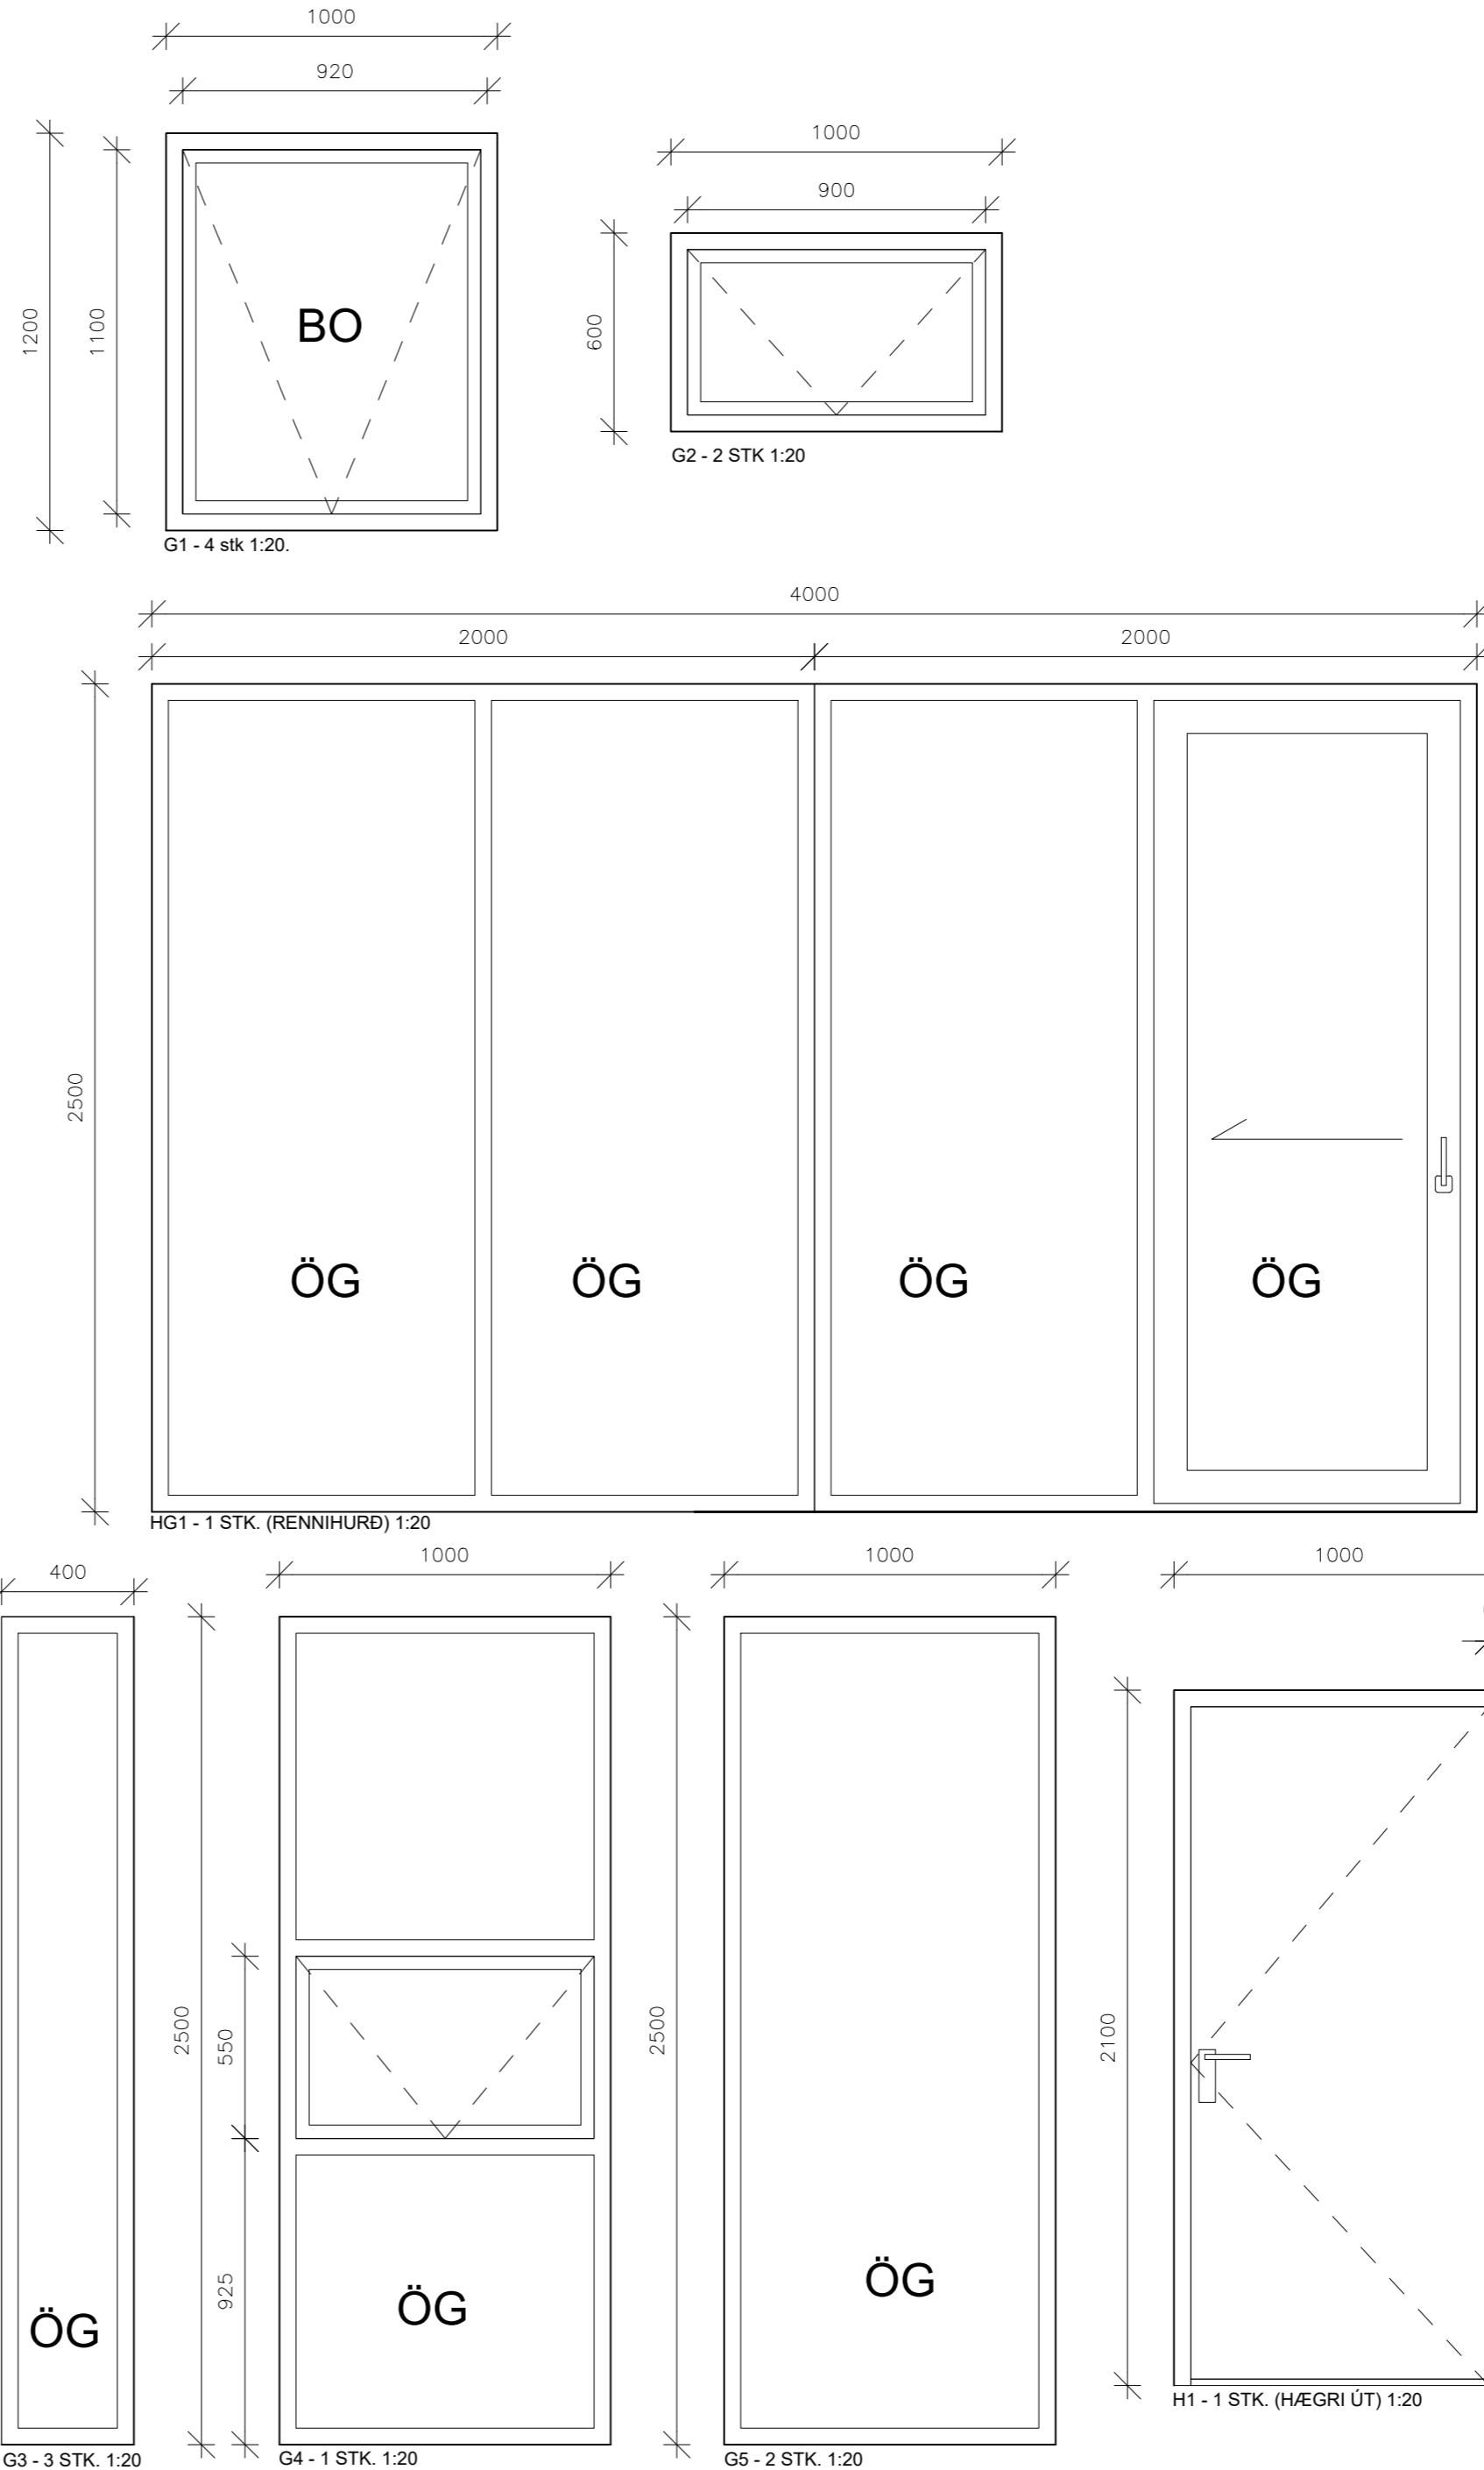 1000
920
1200
1100
BO
G1 - 4 stk 1:20.
1000
900
600
G2 - 2 STK 1:20
4000
2000
2000
2500
ÖG
ÖG
ÖG
ÖG
HG1 - 1 STK. (RENNIHURÐ) 1:20
400
ÖG
G3 - 3 STK. 1:20
1000
2500
550
925
ÖG
G4 - 1 STK. 1:20
1000
2500
ÖG
G5 - 2 STK. 1:20
1000
2100
H1 - 1 STK. (HÆGRI ÚT) 1:20